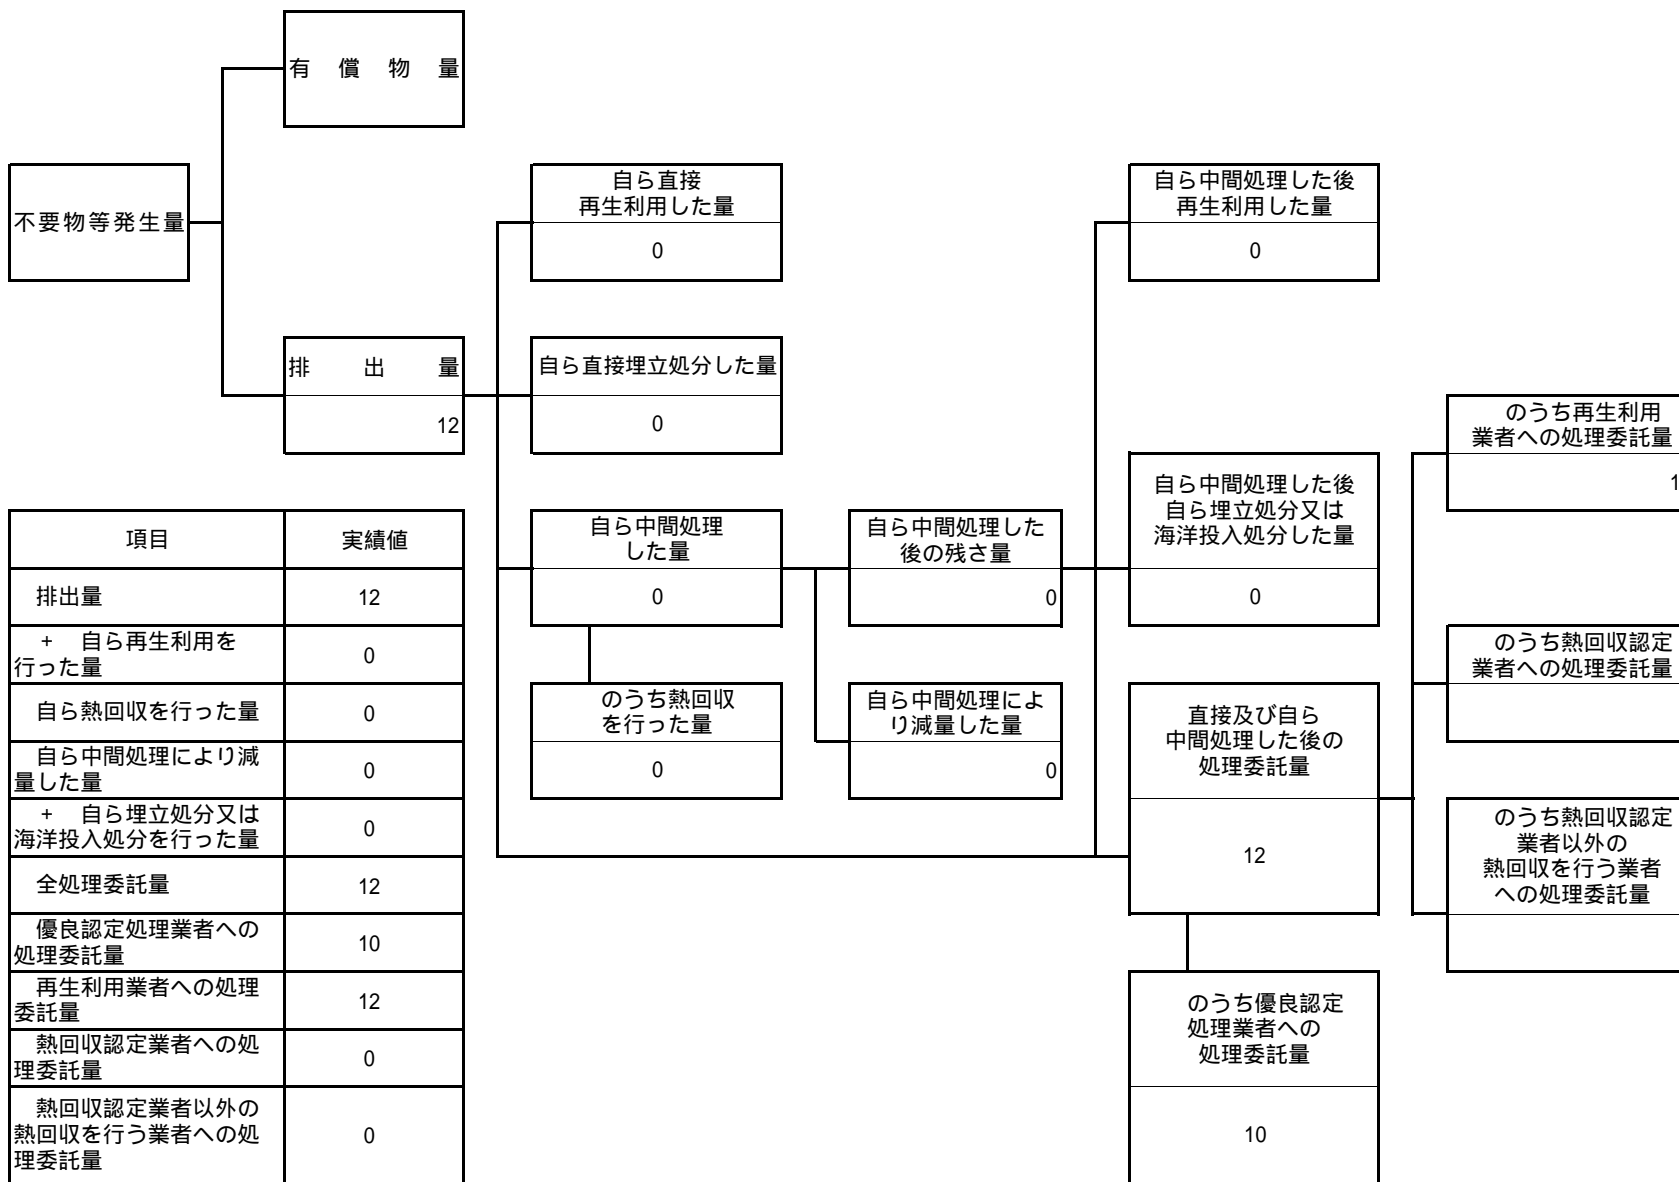 有償物量
不要物等発生量
排出量
12
自ら直接
再生利用した量
0
自ら直接埋立処分した量
0
自ら中間処理
した量
0
のうち熱回収
を行った量
0
自ら中間処理した
後の残さ量
0
自ら中間処理によ
り減量した量
0
自ら中間処理した後
再生利用した量
0
自ら中間処理した後
自ら埋立処分又は
海洋投入処分した量
0
直接及び自ら
中間処理した後の
処理委託量
12
のうち優良認定
処理業者への
処理委託量
10
のうち再生利用
業者への処理委託量
1
のうち熱回収認定
業者への処理委託量
のうち熱回収認定
業者以外の
熱回収を行う業者
への処理委託量
項目 実績値
排出量 12
+ 自ら再生利用を
行った量 0
自ら熱回収を行った量 0
自ら中間処理により減
量した量 0
+ 自ら埋立処分又は
海洋投入処分を行った量 0
全処理委託量 12
優良認定処理業者への
処理委託量 10
再生利用業者への処理
委託量 12
熱回収認定業者への処
理委託量 0
熱回収認定業者以外の
熱回収を行う業者への処
理委託量 0